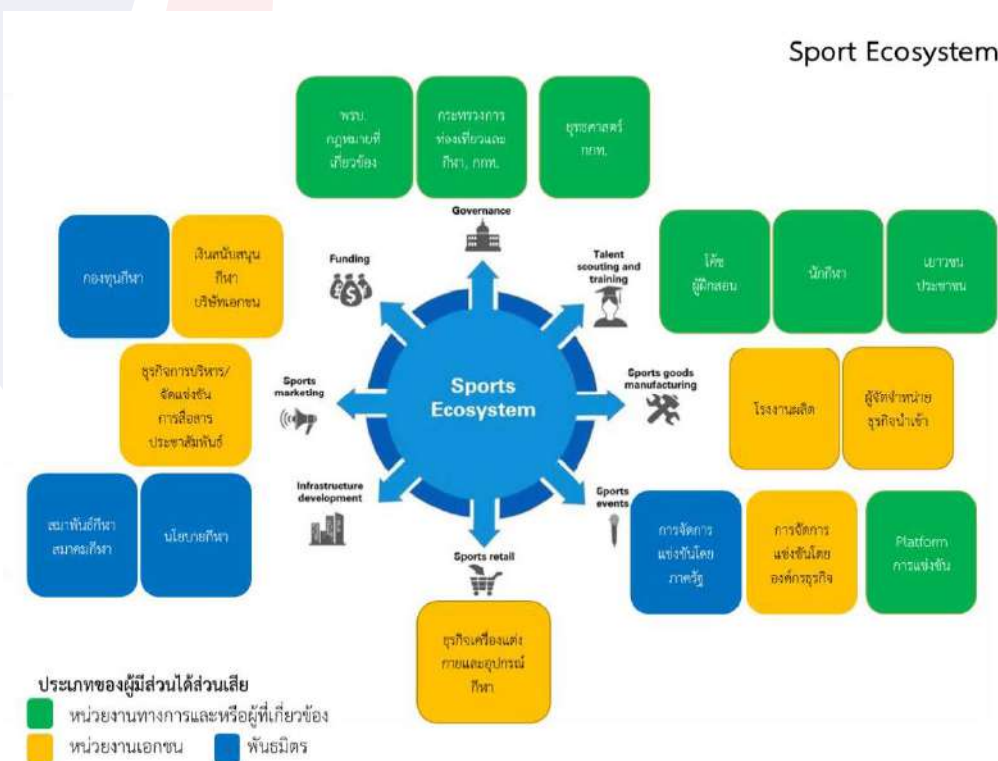 Sport Ecosystem
พรบ.
กฎหมายที่
เกี่ยวข้อง
กระทรวงการ
ท่องเที่ยวและ
กีฬา, กกท.
ยุทธศาสตร์
กกท.
Governance
กองทุนกีฬา
เงินสนับสนุน
กีฬา
บริษัทเอกชน
Funding
Talent
scouting and
training
โค้ช
ผู้ฝึกสอน
นักกีฬา
เยาวชน
ประชาชน
ธุรกิจการบริหาร/
จัดแข่งขัน
การสื่อสาร
ประชาสัมพันธ์
Sports
marketing
Sports
Ecosystem
Sports goods
manufacturing
โรงงานผลิต
ผู้จัดจำหน่าย
ธุรกิจนำเข้า
สมาพันธ์กีฬา
สมาคมกีฬา
นโยบายกีฬา
Infrastructure
development
Sports
events
การจัดการ
แข่งขันโดย
ภาครัฐ
การจัดการ
แข่งขันโดย
องค์กรธุรกิจ
Platform
การแข่งขัน
Sports retail
ธุรกิจเครื่องแต่ง
กายและอุปกรณ์
กีฬา
ประเภทของผู้มีส่วนได้ส่วนเสีย
หน่วยงานทางการและหรือผู้ที่เกี่ยวข้อง
หน่วยงานเอกชน
พันธมิตร